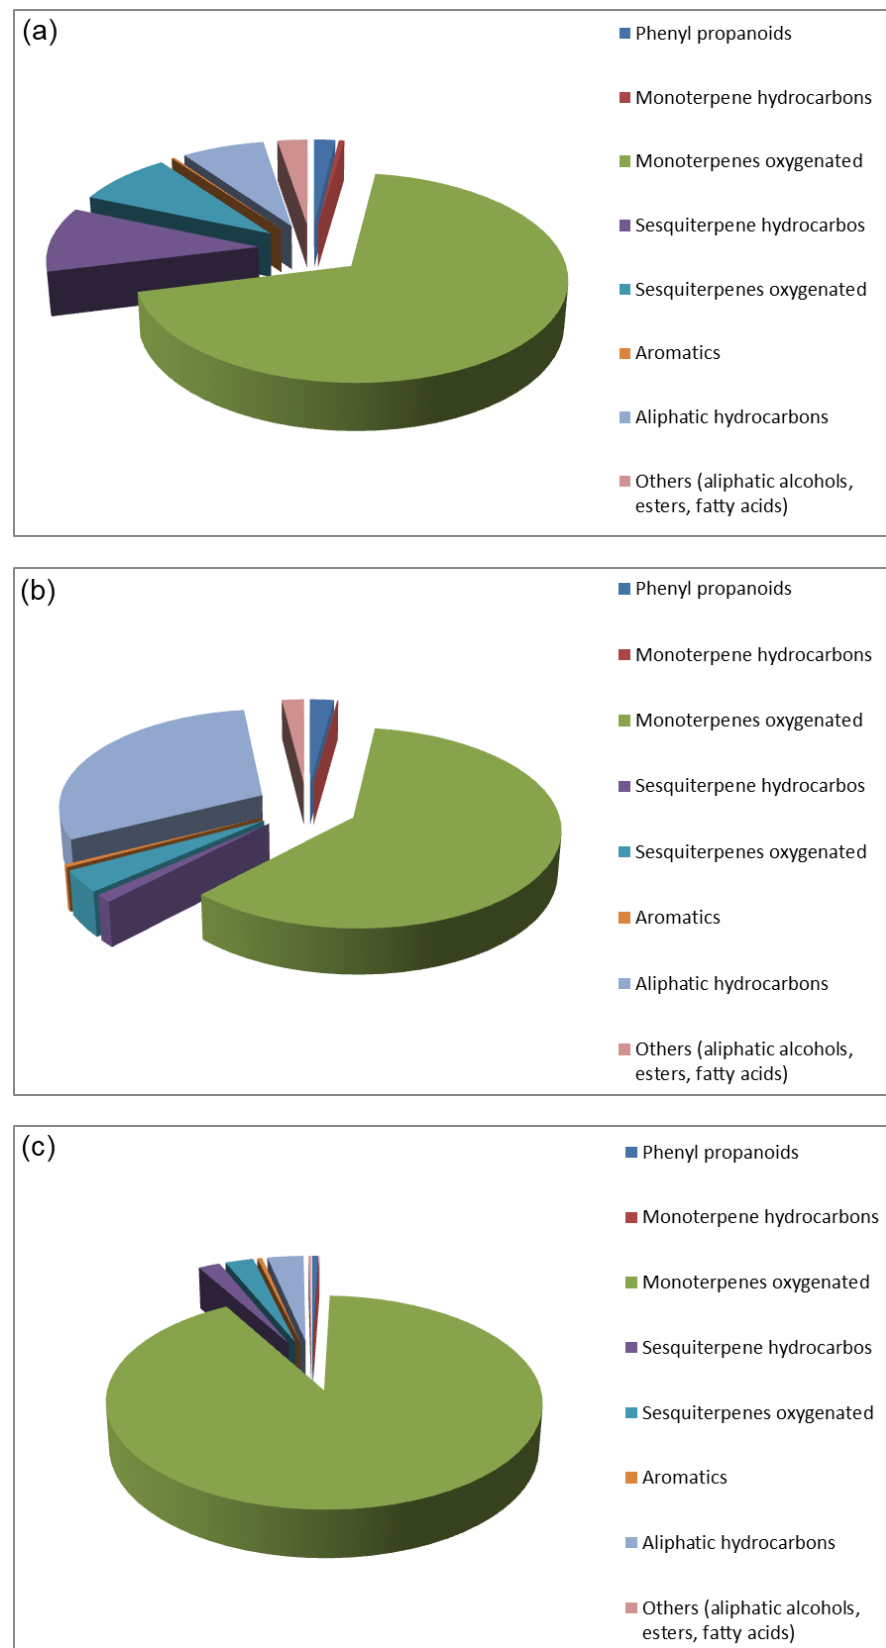 (a)
Phenyl propanoids
Monoterpene hydrocarbons
Monoterpenes oxygenated
Sesquiterpene hydrocarbos
Sesquiterpenes oxygenated
Aromatics
Aliphatic hydrocarbons
Others (aliphatic alcohols,
esters, fatty acids)
(b)
Phenyl propanoids
Monoterpene hydrocarbons
Monoterpenes oxygenated
Sesquiterpene hydrocarbos
Sesquiterpenes oxygenated
Aromatics
Aliphatic hydrocarbons
Others (aliphatic alcohols,
esters, fatty acids)
(c)
Phenyl propanoids
Monoterpene hydrocarbons
Monoterpenes oxygenated
Sesquiterpene hydrocarbos
Sesquiterpenes oxygenated
Aromatics
Aliphatic hydrocarbons
Others (aliphatic alcohols,
esters, fatty acids)